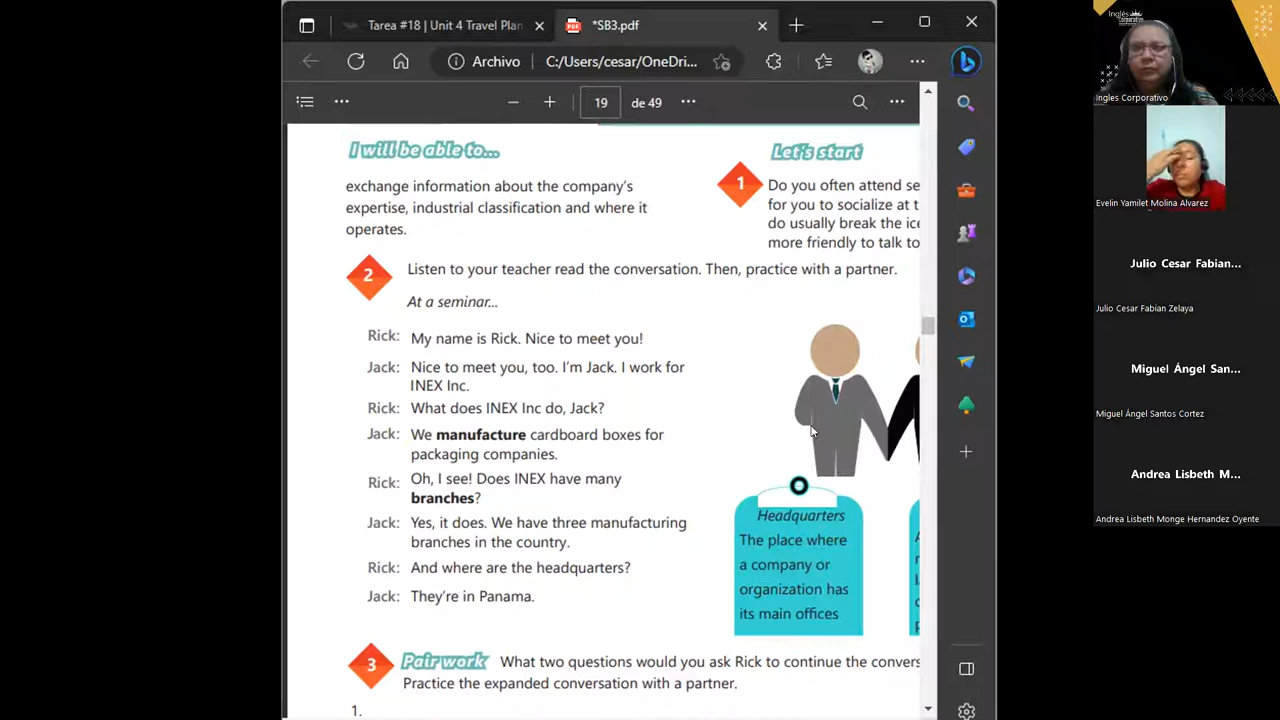 Tarea #18 | Unit 4 Travel Plan
*SB3.pdf
Archivo
C:/Users/cesar/OneDri...
19
de 49
I will be able to...
exchange information about the company's
expertise, industrial classification and where it
operates.
Let's start
1
Do you often attend se
for you to socialize at t
do usually break the ice
more friendly to talk to
2
Listen to your teacher read the conversation. Then, practice with a partner.
At a seminar...
Rick: My name is Rick. Nice to meet you!
Jack: Nice to meet you, too. I'm Jack. I work for
INEX Inc.
Rick: What does INEX Inc do, Jack?
Jack: We manufacture cardboard boxes for
packaging companies.
Rick: Oh, I see! Does INEX have many
branches?
Jack: Yes, it does. We have three manufacturing
branches in the country.
Rick: And where are the headquarters?
Jack: They're in Panama.
Headquarters
The place where
a company or
organization has
its main offices
3
Pair work What two questions would you ask Rick to continue the convers
Practice the expanded conversation with a partner.
1.
Inglés
Corporativo
Ingles Corporativo
Evelin Yamilet Molina Alvarez
Julio Cesar Fabian...
Julio Cesar Fabian Zelaya
Miguel Ángel San...
Miguel Ángel Santos Cortez
Andrea Lisbeth M...
Andrea Lisbeth Monge Hernandez Oyente